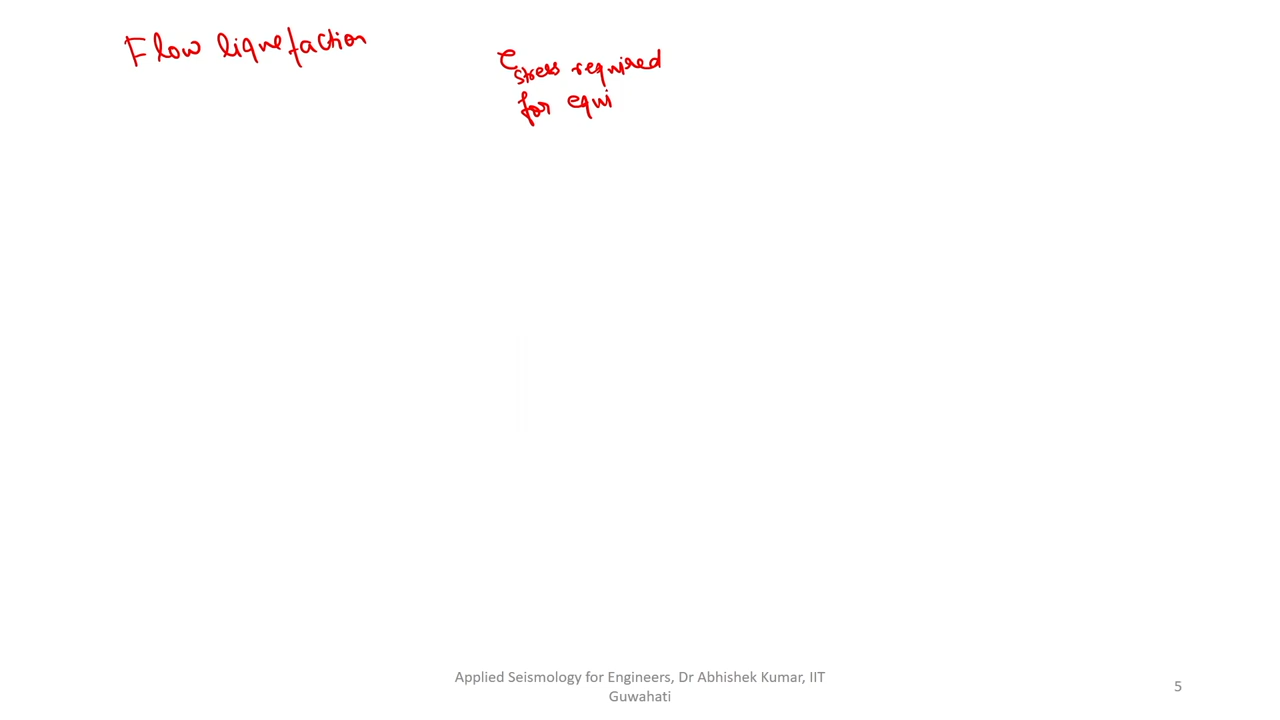 Flow liquefaction
τ stress required
for equi
Applied Seismology for Engineers, Dr Abhishek Kumar, IIT
Guwahati
5